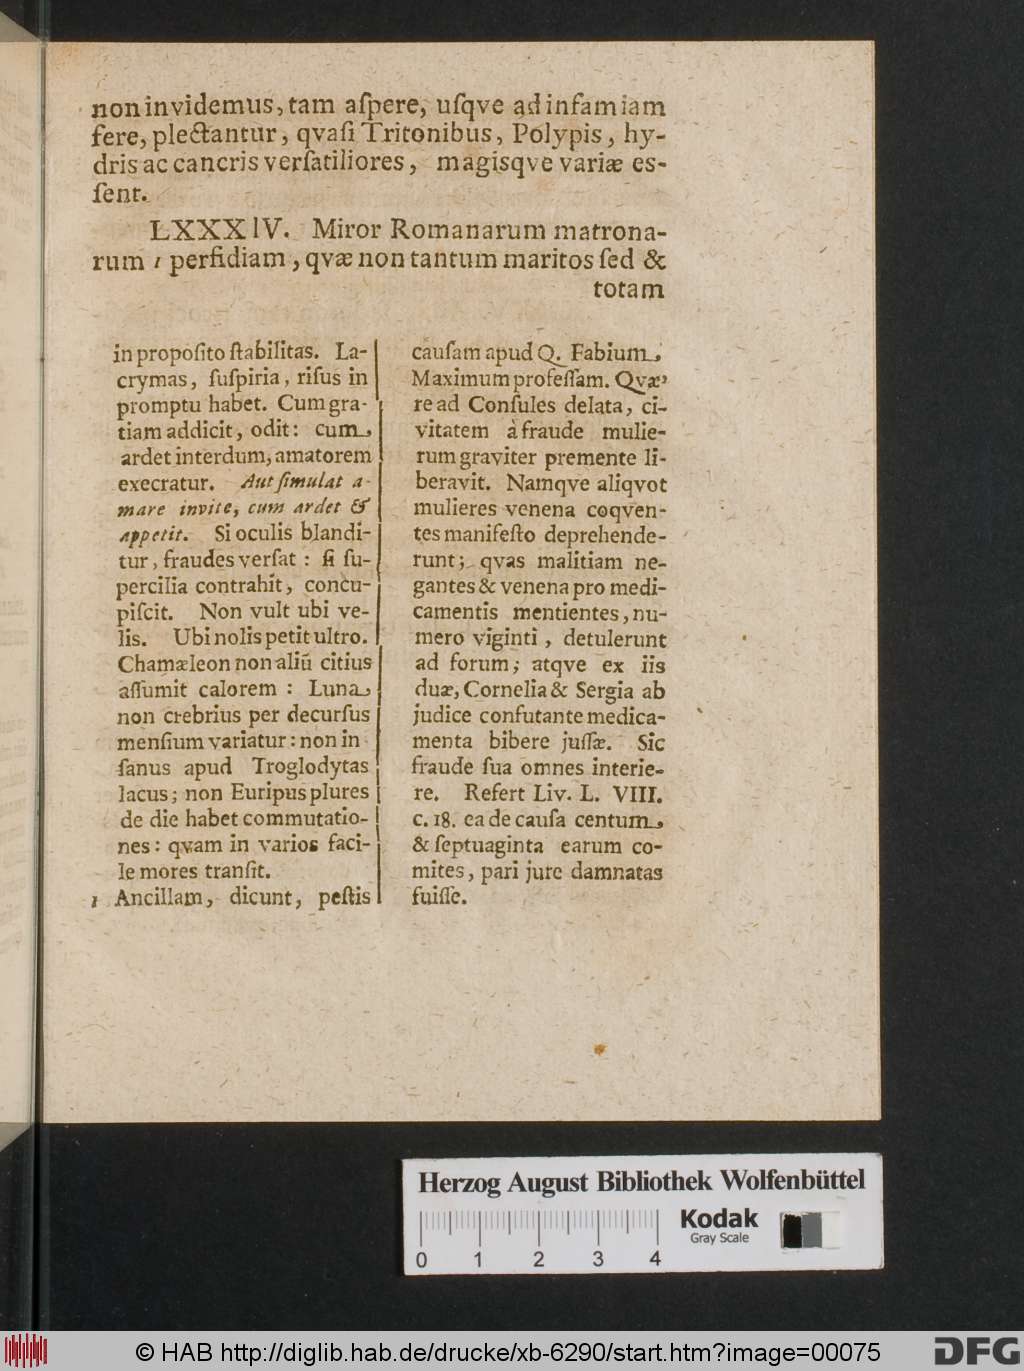 non invidemus, tam aſpere, uſqve ad infamiam
fere, plectantur, qvaſi Tritonibus, Polypis, hy-
dris ac cancris verſatiliores, magisqve variæ eſ-
ſent.
LXXXIV. Miror Romanarum matrona-
rum 1 perfidiam, qvæ non tantum maritos ſed &
totam
in propoſito ſtabilitas. La-
crymas, ſuſpiria, riſus in
promptu habet. Cum gra-
tiam addicit, odit: cum,
ardet interdum, amatorem
execratur. Aut ſimulat a-
mare invite, cum ardet &
appetit. Si oculis blandi-
tur, fraudes verſat: ſi ſu-
percilia contrahit, concu-
piſcit. Non vult ubi ve-
lis. Ubi nolis petit ultro.
Chamæleon non aliũ citius
aſſumit calorem: Luna,
non crebrius per decurſus
menſium variatur: non in
ſanus apud Troglodytas
lacus; non Euripus plures
de die habet commutatio-
nes: qvam in varios faci-
le mores tranſit.
1 Ancillam, dicunt, peſtis
cauſam apud Q. Fabium,
Maximum profeſſam. Qvæ
re ad Conſules delata, ci-
vitatem à fraude mulie-
rum graviter premente li-
beravit. Namqve aliqvot
mulieres venena coqven-
tes manifeſto deprehende-
runt; qvas malitiam ne-
gantes & venena pro medi-
camentis mentientes, nu-
mero viginti, detulerunt
ad forum; atqve ex iis
duæ, Cornelia & Sergia ab
judice confutante medica-
menta bibere juſſæ. Sic
fraude ſua omnes interie-
re. Refert Liv. L. VIII.
c. 18. ea de cauſa centum,
& ſeptuaginta earum co-
mites, pari jure damnatas
fuiſſe.
Herzog August Bibliothek Wolfenbüttel
Kodak
Gray Scale
0 1 2 3 4
© HAB http://diglib.hab.de/drucke/xb-6290/start.htm?image=00075
DFG